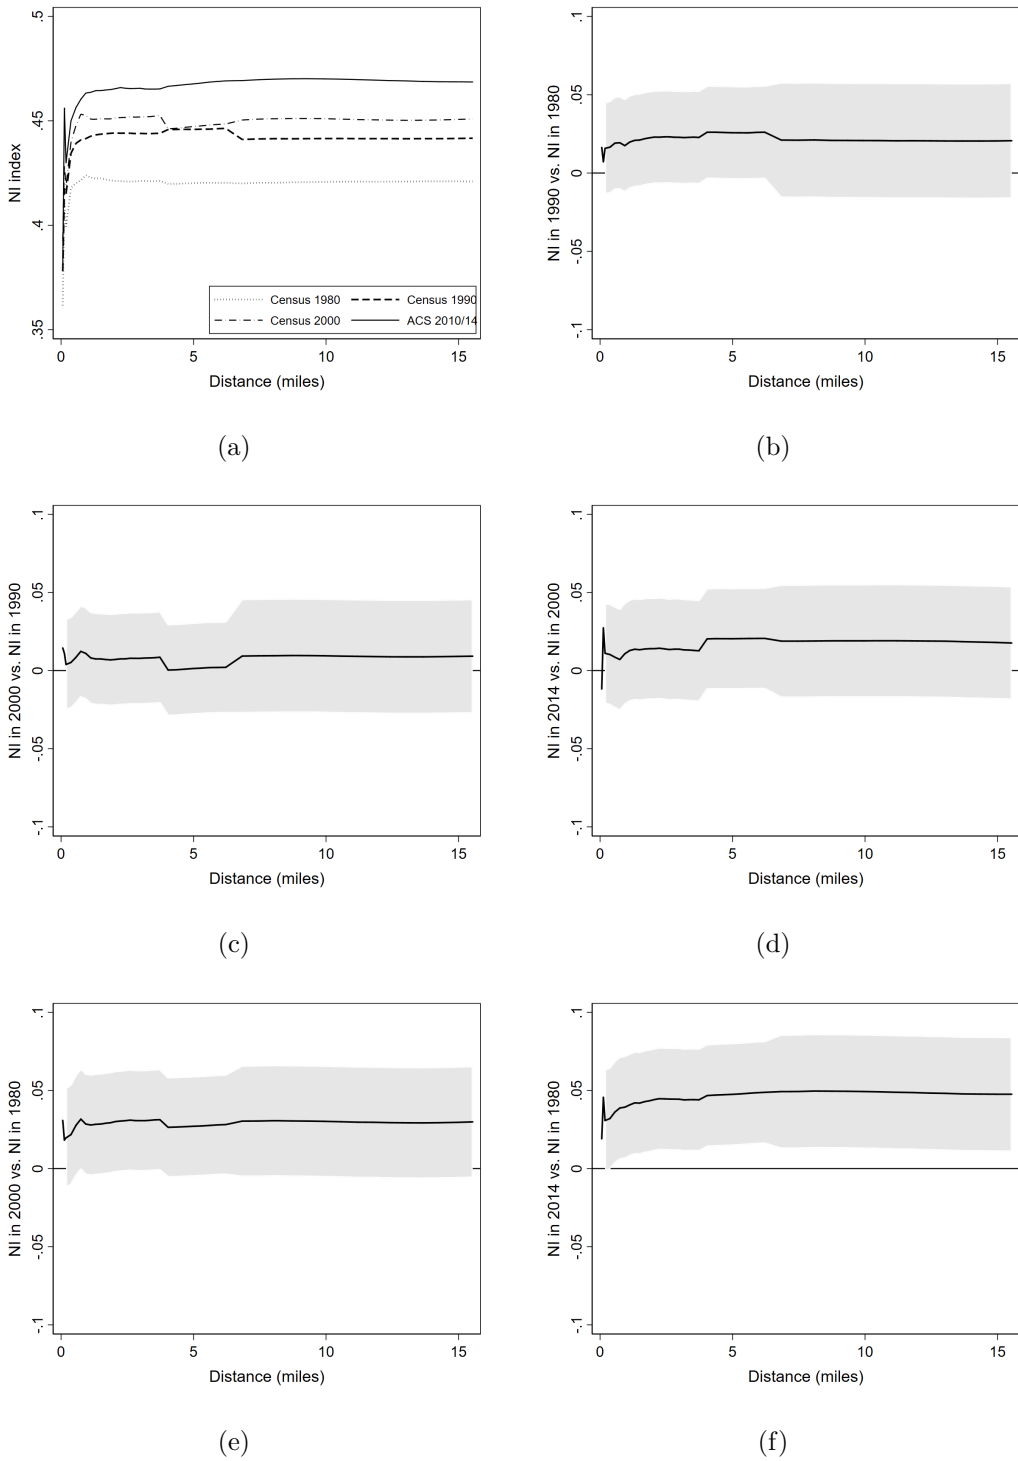 NI index
.5
.45
.4
.35
Census 1980
Census 1990
Census 2000
ACS 2010/14
0
5
10
15
Distance (miles)
(a)
NI in 1990 vs. NI in 1980
.1
.05
0
-.05
-.1
0
5
10
15
Distance (miles)
(b)
NI in 2000 vs. NI in 1990
.1
.05
0
-.05
-.1
0
5
10
15
Distance (miles)
(c)
NI in 2014 vs. NI in 2000
.1
.05
0
-.05
-.1
0
5
10
15
Distance (miles)
(d)
NI in 2000 vs. NI in 1980
.1
.05
0
-.05
-.1
0
5
10
15
Distance (miles)
(e)
NI in 2014 vs. NI in 1980
.1
.05
0
-.05
-.1
0
5
10
15
Distance (miles)
(f)